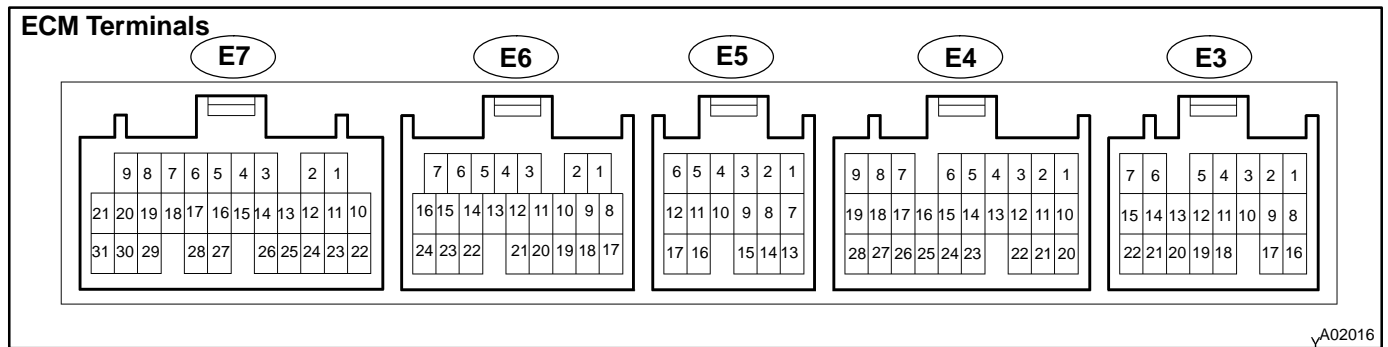 ECM Terminals
E7 E6 E5 E4 E3
9 8 7 6 5 4 3 2 1 7 6 5 4 3 2 1 6 5 4 3 2 1 9 8 7 6 5 4 3 2 1 7 6 5 4 3 2 1
21 20 19 18 17 16 15 14 13 12 11 10 16 15 14 13 12 11 10 9 8 12 11 10 9 8 7 19 18 17 16 15 14 13 12 11 10 15 14 13 12 11 10 9 8
31 30 29 28 27 26 25 24 23 22 24 23 22 21 20 19 18 17 17 16 15 14 13 28 27 26 25 24 23 22 21 20 22 21 20 19 18 17 16
Y A02016